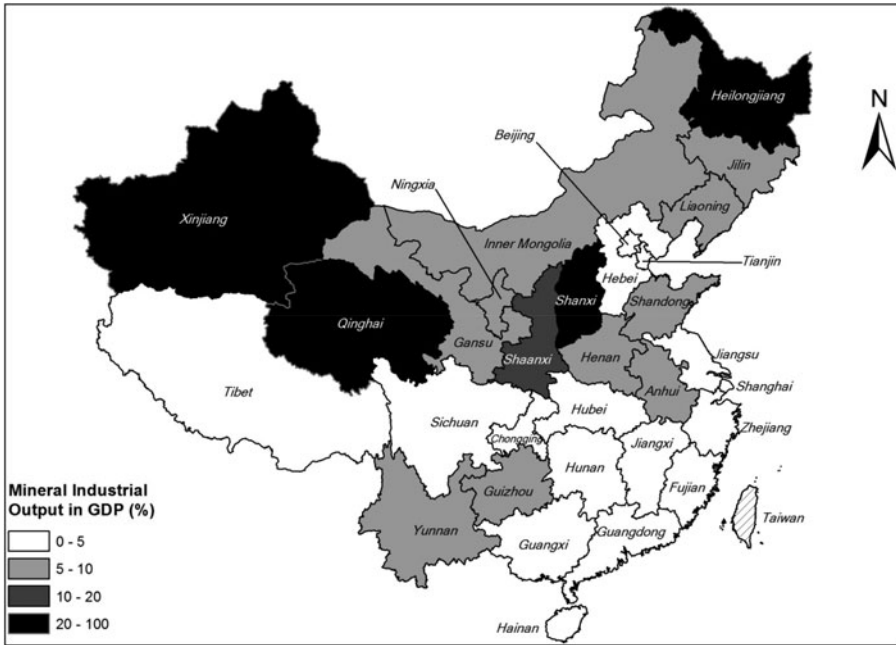 N
Heilongjiang
Beijing
Jilin
Ningxia
Liaoning
Xinjiang
Inner Mongolia
Tianjin
Hebei
Shanxi
Shandong
Qinghai
Gansu
Shaanxi
Henan
Jiangsu
Anhui
Shanghai
Tibet
Sichuan
Hubei
Zhejiang
Chongqing
Jiangxi
Hunan
Fujian
Guizhou
Taiwan
Yunnan
Guangxi
Guangdong
Hainan
Mineral Industrial
Output in GDP (%)
0 - 5
5 - 10
10 - 20
20 - 100